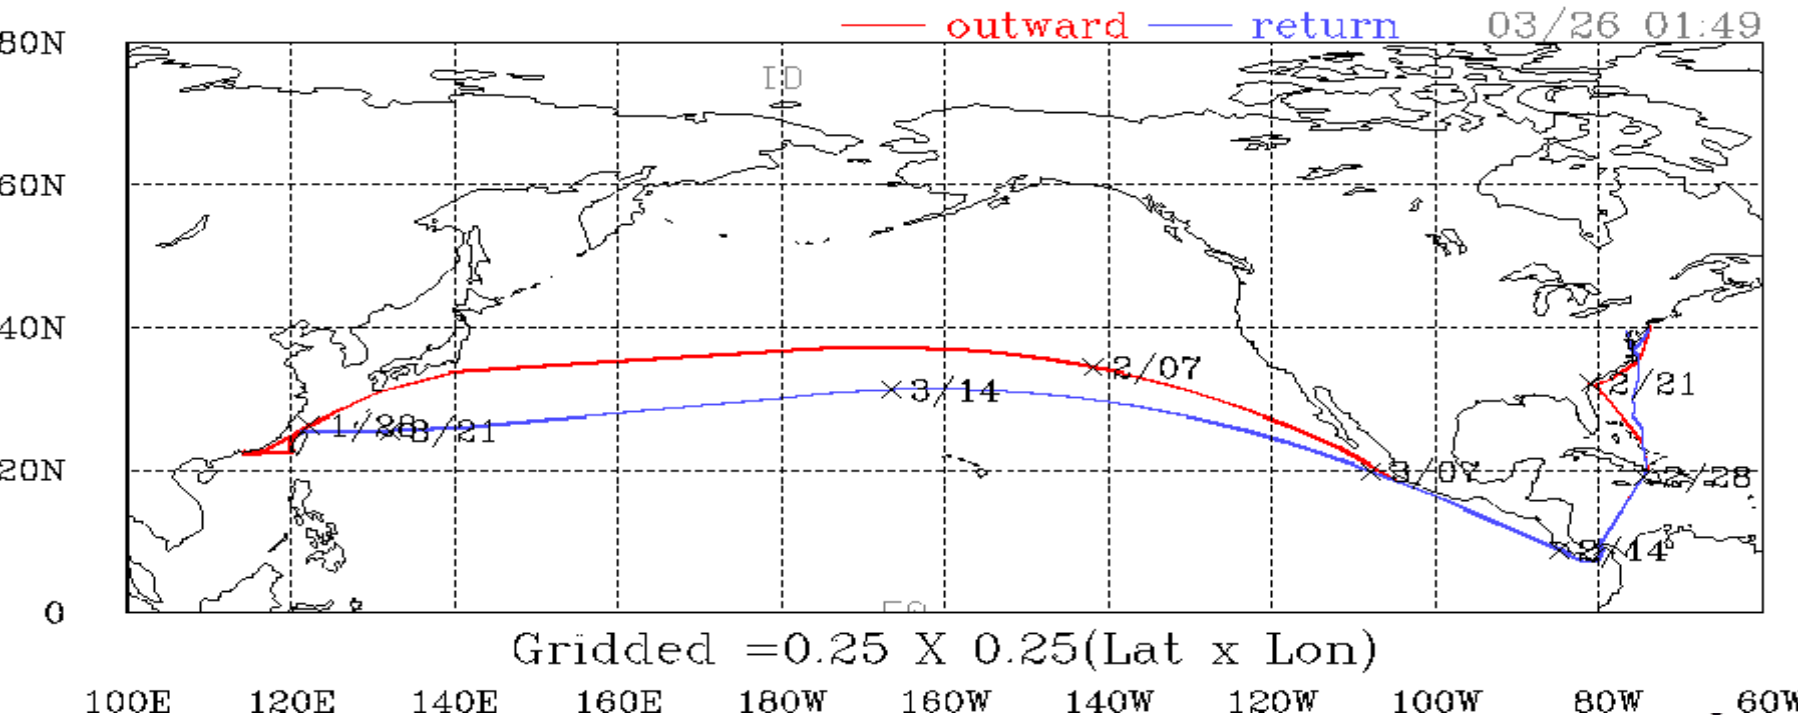 outward return 03/26 01:49
80N
ID
60N
40N
2/07
3/14
2/21
1/28 3/21
20N
3/07
2/28
2/14
0
EQ
Gridded =0.25 X 0.25(Lat x Lon)
100E 120E 140E 160E 180W 160W 140W 120W 100W 80W 60W